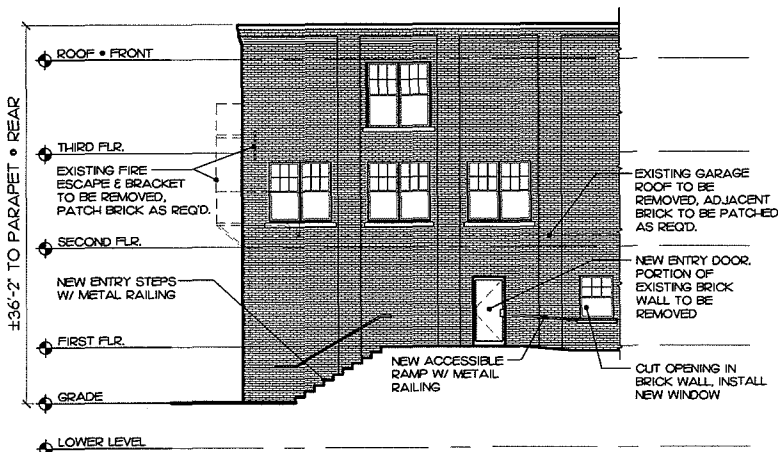 ROOF • FRONT
±36'-2" TO PARAPET • REAR
THIRD FLR.
EXISTING FIRE
ESCAPE & BRACKET
TO BE REMOVED,
PATCH BRICK AS REQ'D.
SECOND FLR.
NEW ENTRY STEPS
W/ METAL RAILING
FIRST FLR.
GRADE
LOWER LEVEL
EXISTING GARAGE
ROOF TO BE
REMOVED, ADJACENT
BRICK TO BE PATCHED
AS REQ'D.
NEW ENTRY DOOR,
PORTION OF
EXISTING BRICK
WALL TO BE
REMOVED
NEW ACCESSIBLE
RAMP W/ METAIL
RAILING
CUT OPENING IN
BRICK WALL, INSTALL
NEW WINDOW